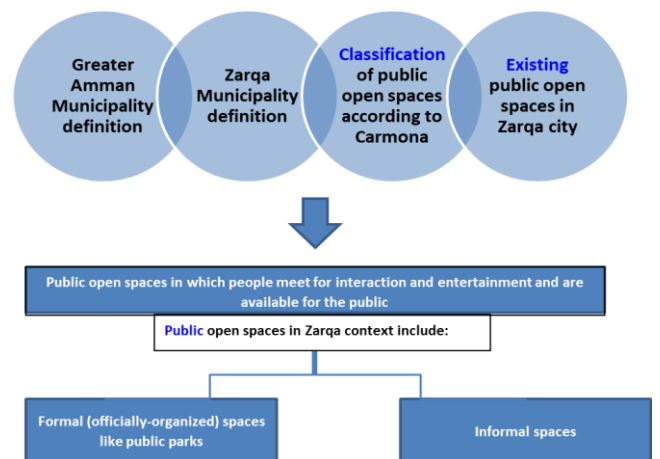 Greater
Amman
Municipality
definition
Zarqa
Municipality
definition
Classification
of public
open spaces
according to
Carmona
Existing
public open
spaces in
Zarqa city
Public open spaces in which people meet for interaction and entertainment and are
available for the public
Public open spaces in Zarqa context include:
Formal (officially-organized) spaces
like public parks
Informal spaces